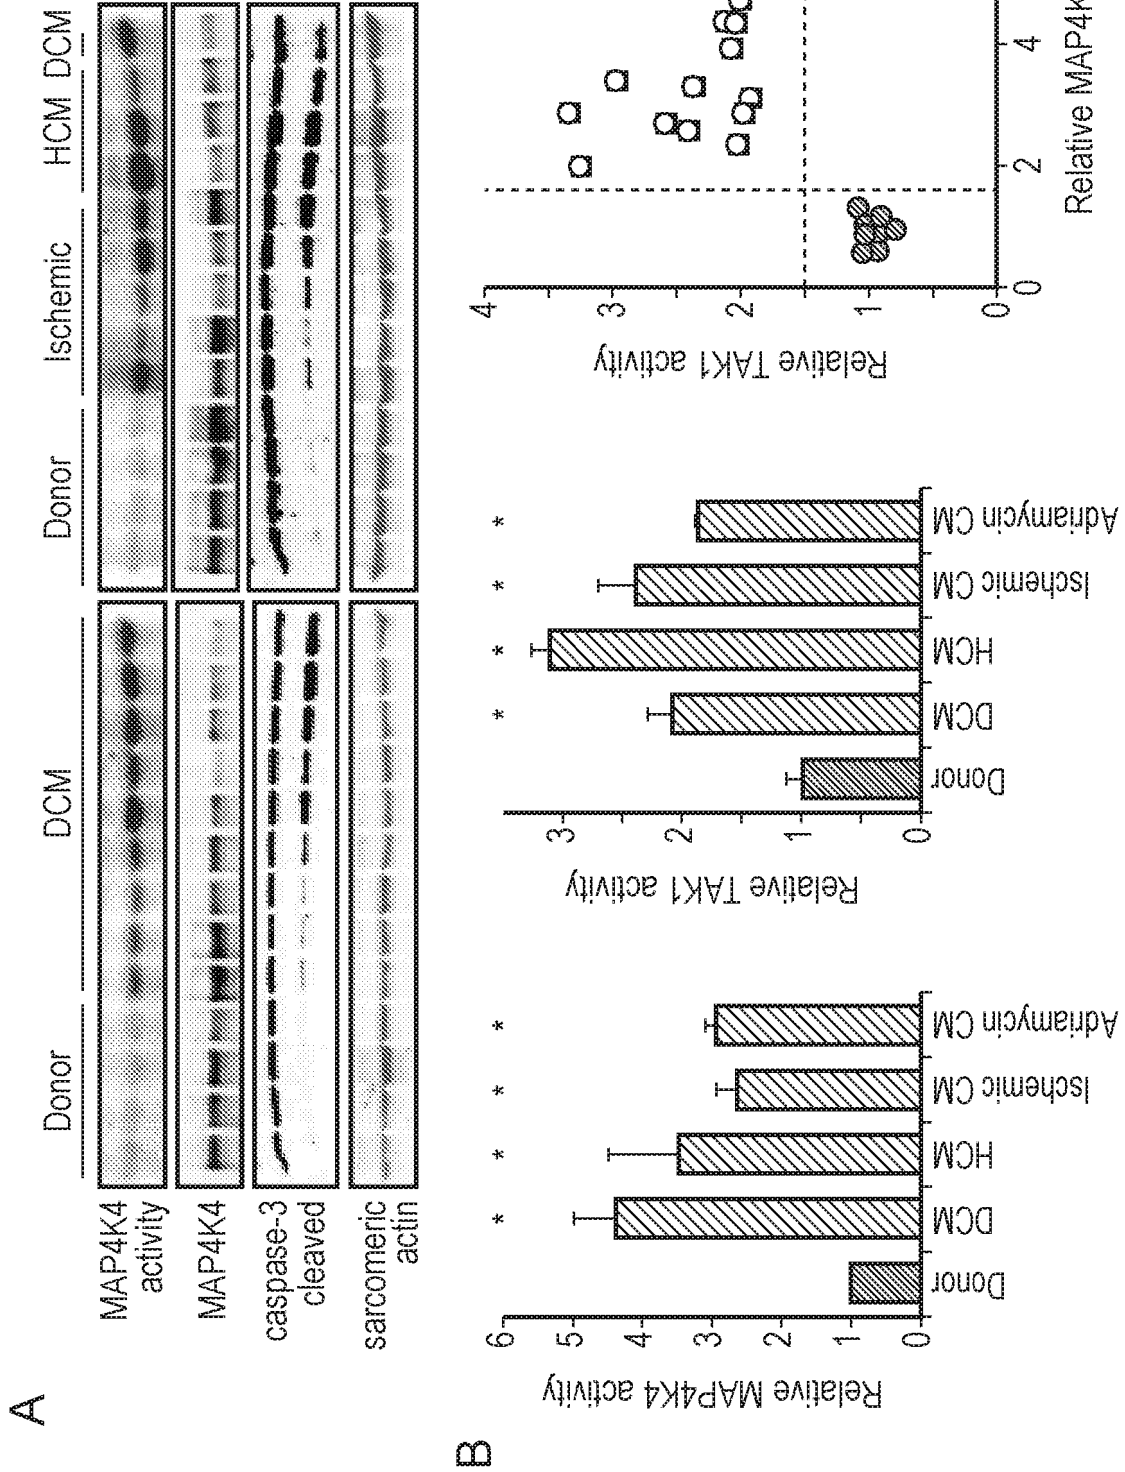 A
Donor
DCM
Donor
Ischemic
HCM
DCM
MAP4K4
activity
MAP4K4
caspase-3
cleaved
sarcomeric
actin
B
Relative MAP4K4 activity
6
5
4
3
2
1
0
*
*
*
*
Donor
DCM
HCM
Ischemic CM
Adriamycin CM
Relative TAK1 activity
3
2
1
0
*
*
*
*
Donor
DCM
HCM
Ischemic CM
Adriamycin CM
Relative TAK1 activity
4
3
2
1
0
0
2
4
Relative MAP4K